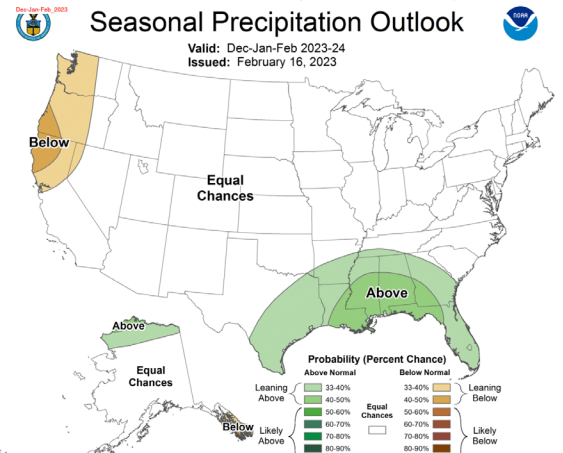 Dec-Jan-Feb_2023
Seasonal Precipitation Outlook
NOAA
Valid: Dec-Jan-Feb 2023-24
Issued: February 16, 2023
Below
Equal
Chances
Above
Above
Equal
Chances
Below
Probability (Percent Chance)
Above Normal
Below Normal
Leaning
Above
33-40%
40-50%
50-60%
60-70%
70-80%
80-90%
Likely
Above
Equal
Chances
33-40%
40-50%
50-60%
60-70%
70-80%
80-90%
Leaning
Below
Likely
Below